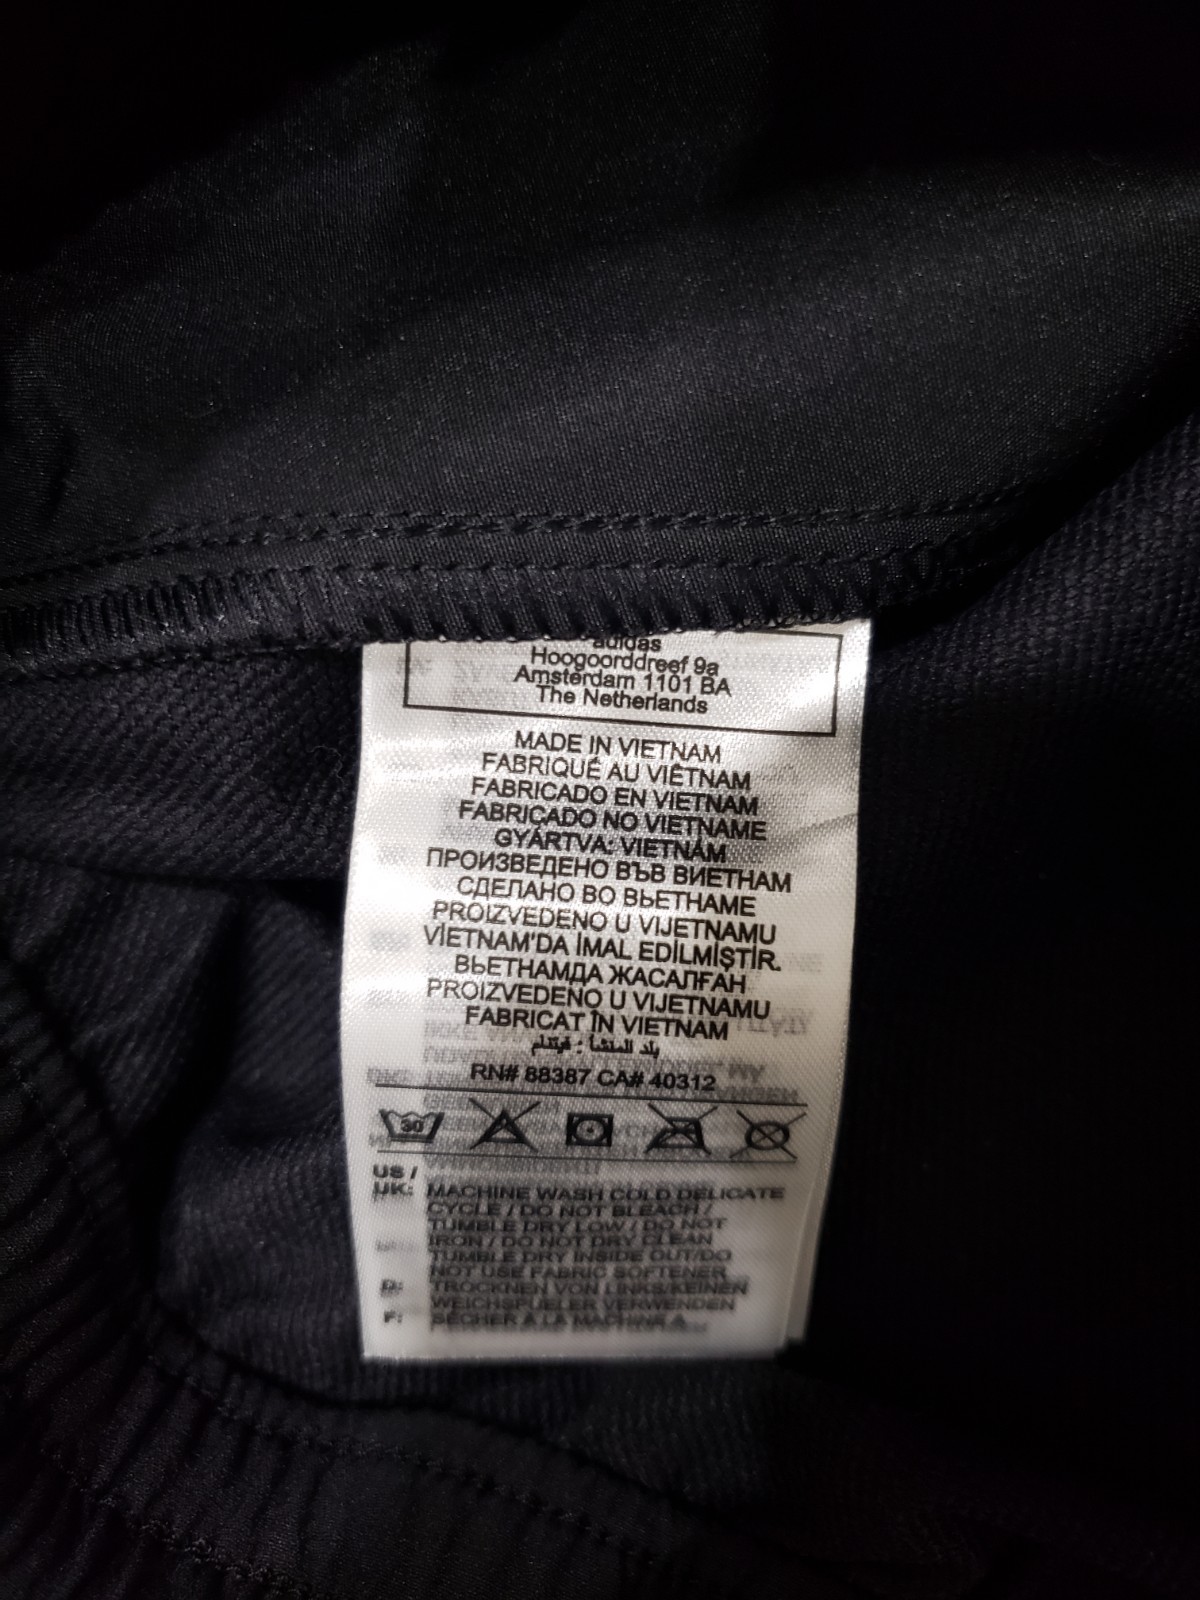 adidas
Hoogoorddreef 9a
Amsterdam 1101 BA
The Netherlands
MADE IN VIETNAM
FABRIQUÉ AU VIÊTNAM
FABRICADO EN VIETNAM
FABRICADO NO VIETNAME
GYÁRTVA: VIETNÁM
ПРОИЗВЕДЕНО ВЪВ ВИЕТНАМ
СДЕЛАНО ВО ВЬЕТНАМЕ
PROIZVEDENO U VIJETNAMU
VİETNAM'DA İMAL EDİLMİŞTİR.
ВЬЕТНАМДА ЖАСАЛҒАН
PROIZVEDENO U VIJETNAMU
FABRICAT ÎN VIETNAM
بلد المنشأ : فيتنام
RN# 88387 CA# 40312
30
US /
UK: MACHINE WASH COLD DELICATE
CYCLE / DO NOT BLEACH /
TUMBLE DRY LOW / DO NOT
IRON / DO NOT DRY CLEAN
TUMBLE DRY INSIDE OUT/DO
NOT USE FABRIC SOFTENER
D: TROCKNEN VON LINKS/KEINEN
WEICHSPUELER VERWENDEN
F: SÉCHER A LA MACHINE A